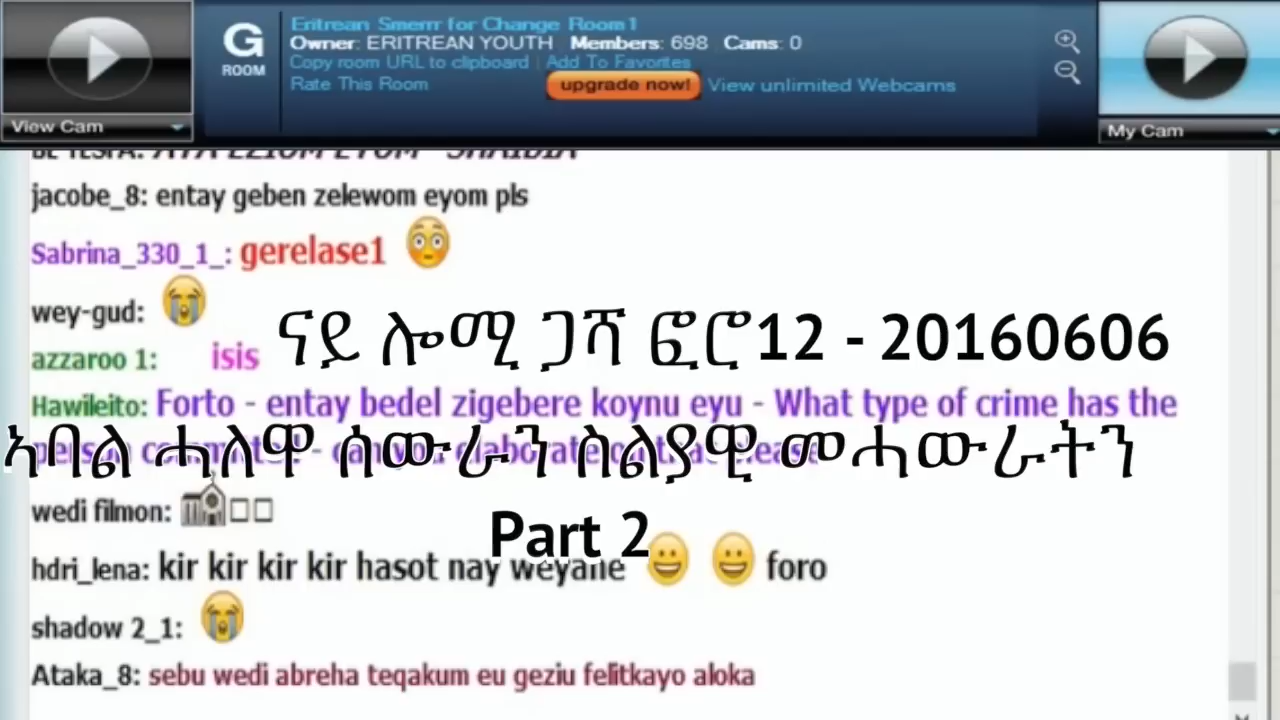 Eritrean Smerrr for Change Room1
Owner: ERITREAN YOUTH Members: 698 Cams: 0
Copy room URL to clipboard | Add To Favorites
Rate This Room upgrade now! View unlimited Webcams
G ROOM
View Cam
My Cam
jacobe_8: entay geben zelewom eyom pls
Sabrina_330_1_: gerelase1
wey-gud:
ናይ ሎሚ ጋሻ ፎሮ12 - 20160606
azzaroo 1: isis
Hawileito: Forto - entay bedel zigebere koynu eyu - What type of crime has the
ኣባል ሓለዋ ሰውራን ስልያዊ መሓውራትን
wedi filmon:
Part 2
hdri_lena: kir kir kir kir hasot nay weyane foro
shadow 2_1:
Ataka_8: sebu wedi abreha teqakum eu geziu felitkayo aloka